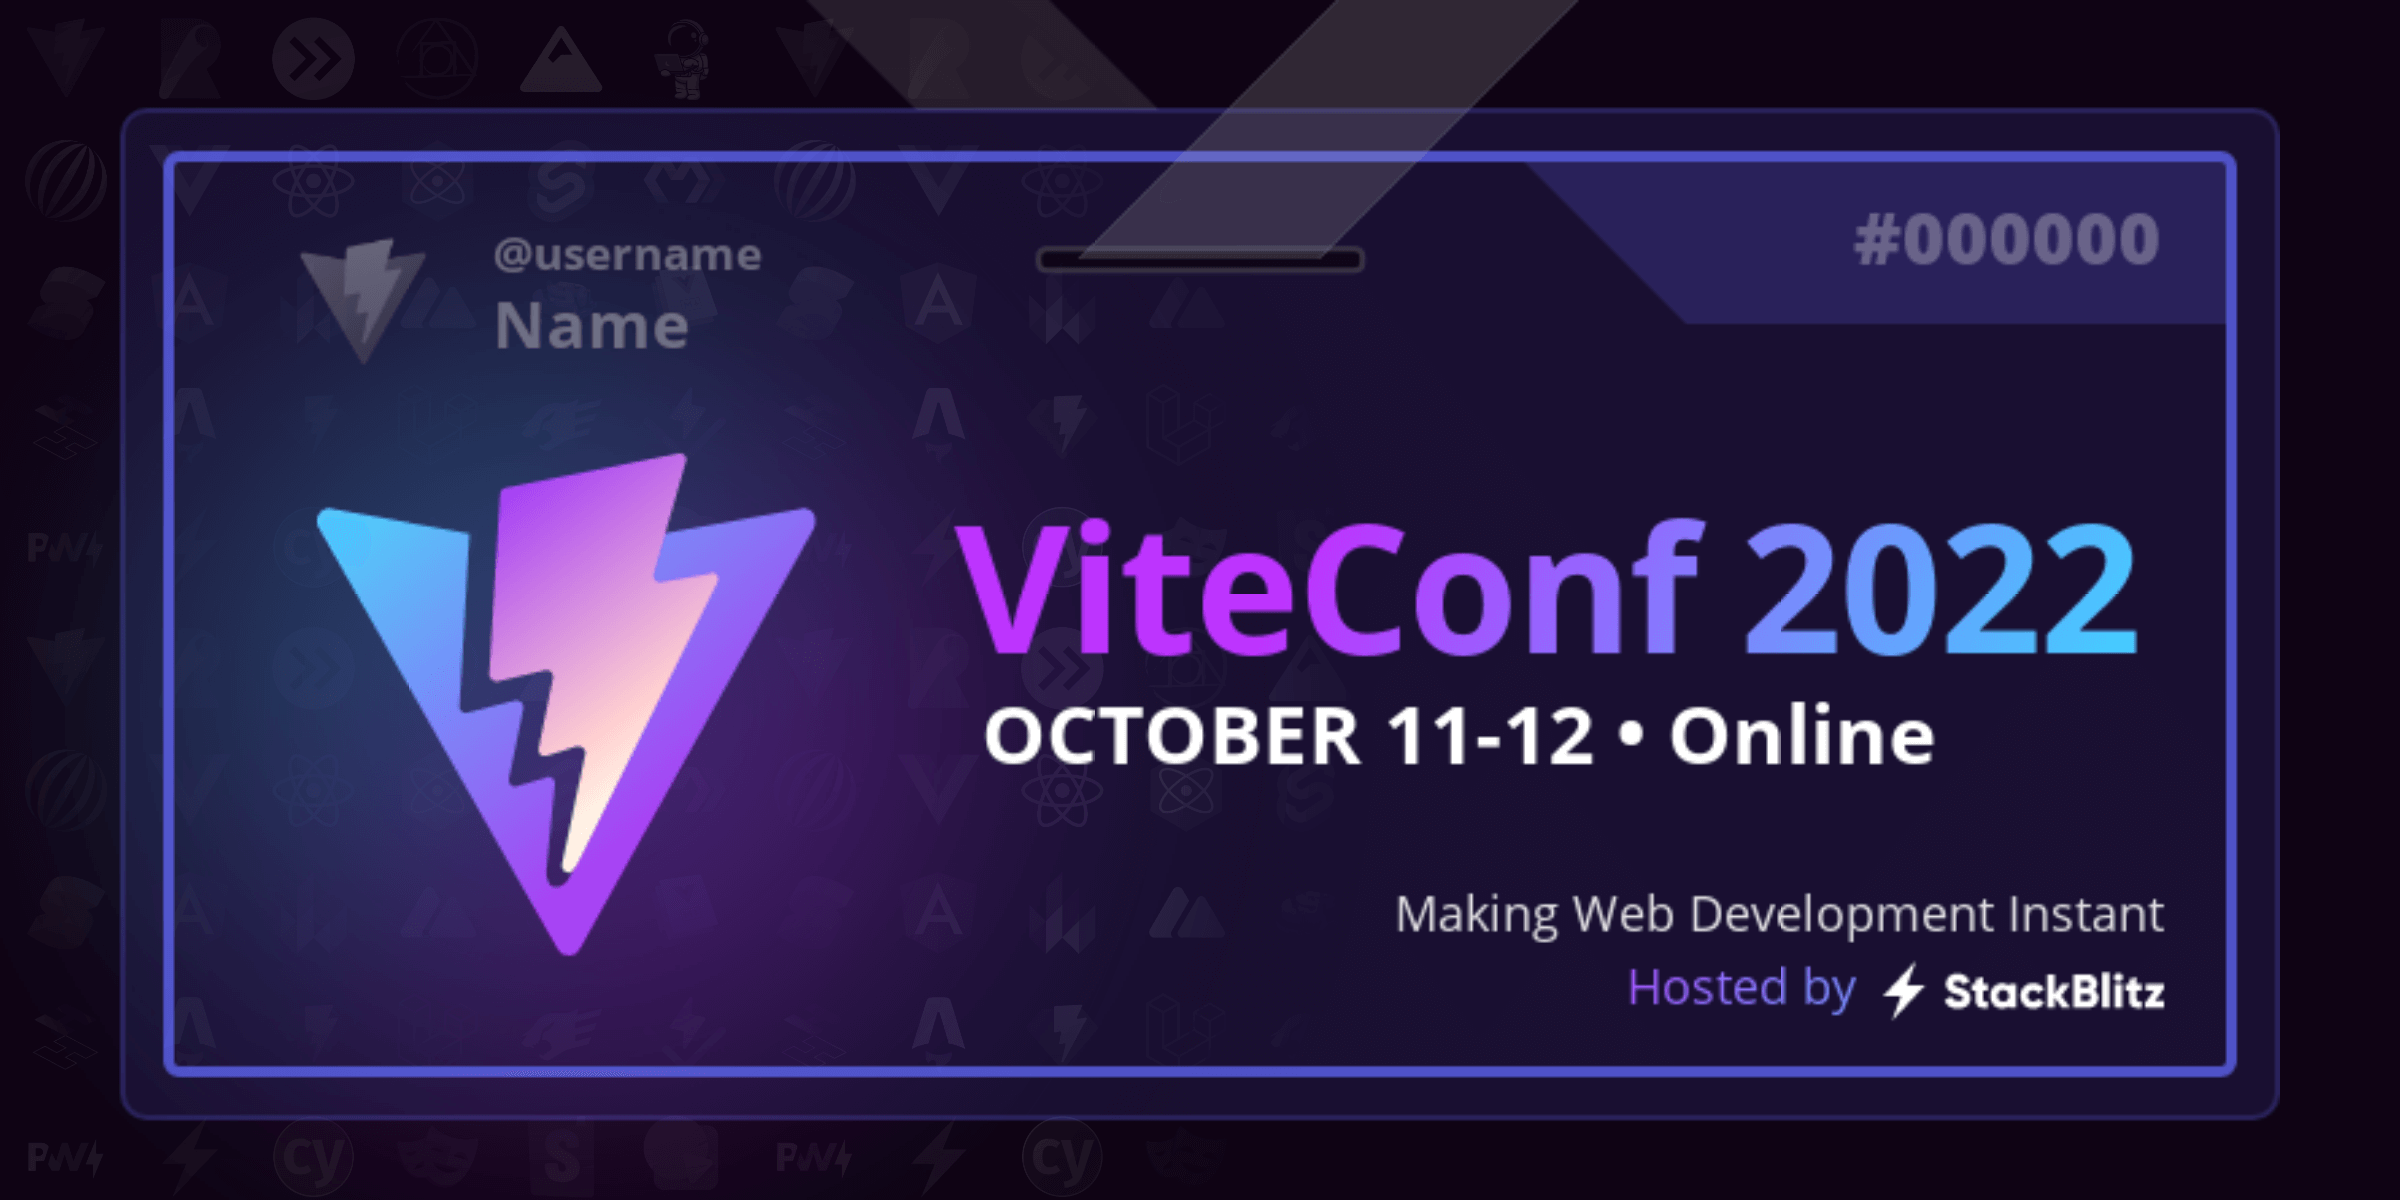 @username
Name
#000000
ViteConf 2022
OCTOBER 11-12 • Online
Making Web Development Instant
Hosted by StackBlitz